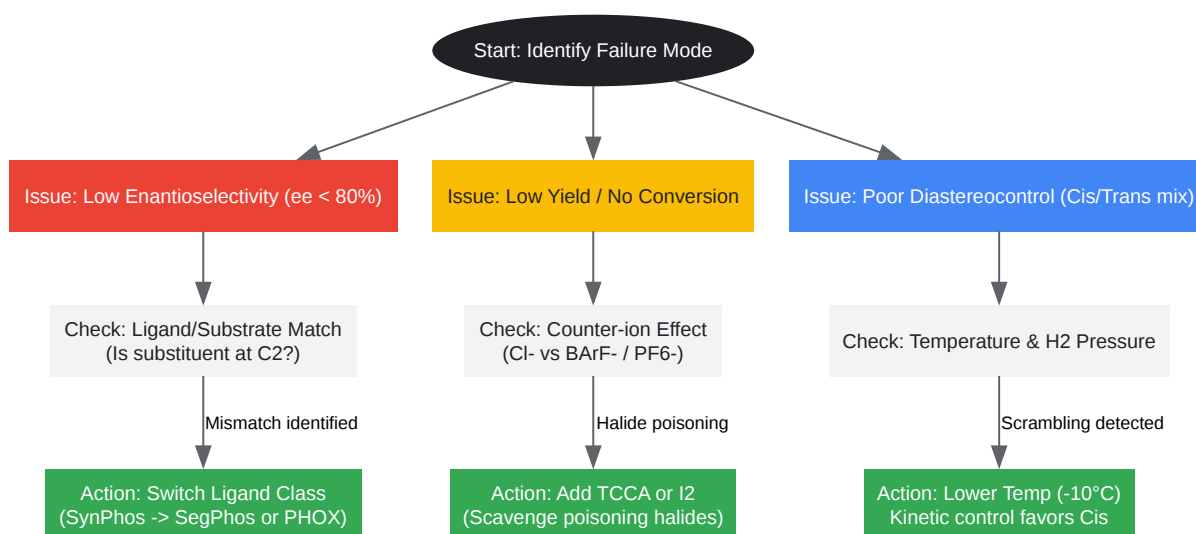 Start: Identify Failure Mode
Issue: Low Enantioselectivity (ee < 80%)
Issue: Low Yield / No Conversion
Issue: Poor Diastereocontrol (Cis/Trans mix)
Check: Ligand/Substrate Match
(Is substituent at C2?)
Check: Counter-ion Effect
(Cl- vs BArF- / PF6-)
Check: Temperature & H2 Pressure
Mismatch identified
Halide poisoning
Scrambling detected
Action: Switch Ligand Class
(SynPhos -> SegPhos or PHOX)
Action: Add TCCA or I2
(Scavenge poisoning halides)
Action: Lower Temp (-10°C)
Kinetic control favors Cis